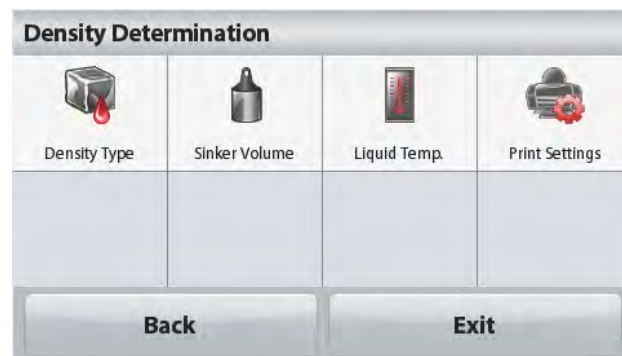 Density Determination
Density Type
Sinker Volume
Liquid Temp.
Print Settings
Back
Exit